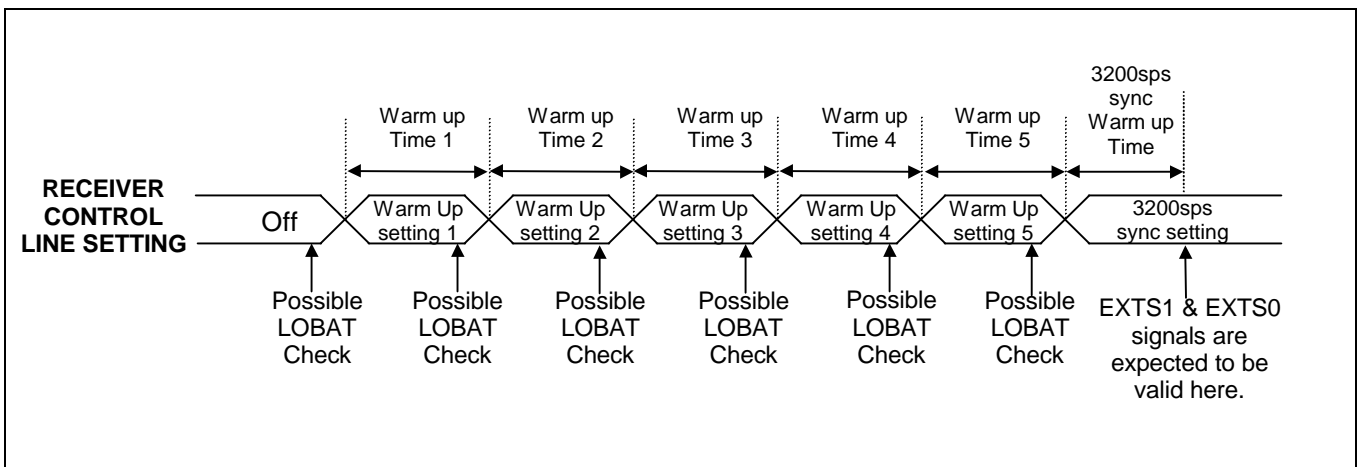 3200sps
sync
Warm up
Time
Warm up
Time 1
Warm up
Time 2
Warm up
Time 3
Warm up
Time 4
Warm up
Time 5
RECEIVER
CONTROL
LINE SETTING
Off
Warm Up
setting 1
Warm Up
setting 2
Warm Up
setting 3
Warm Up
setting 4
Warm Up
setting 5
3200sps
sync setting
Possible
LOBAT
Check
Possible
LOBAT
Check
Possible
LOBAT
Check
Possible
LOBAT
Check
Possible
LOBAT
Check
Possible
LOBAT
Check
EXTS1 & EXTS0
signals are
expected to be
valid here.